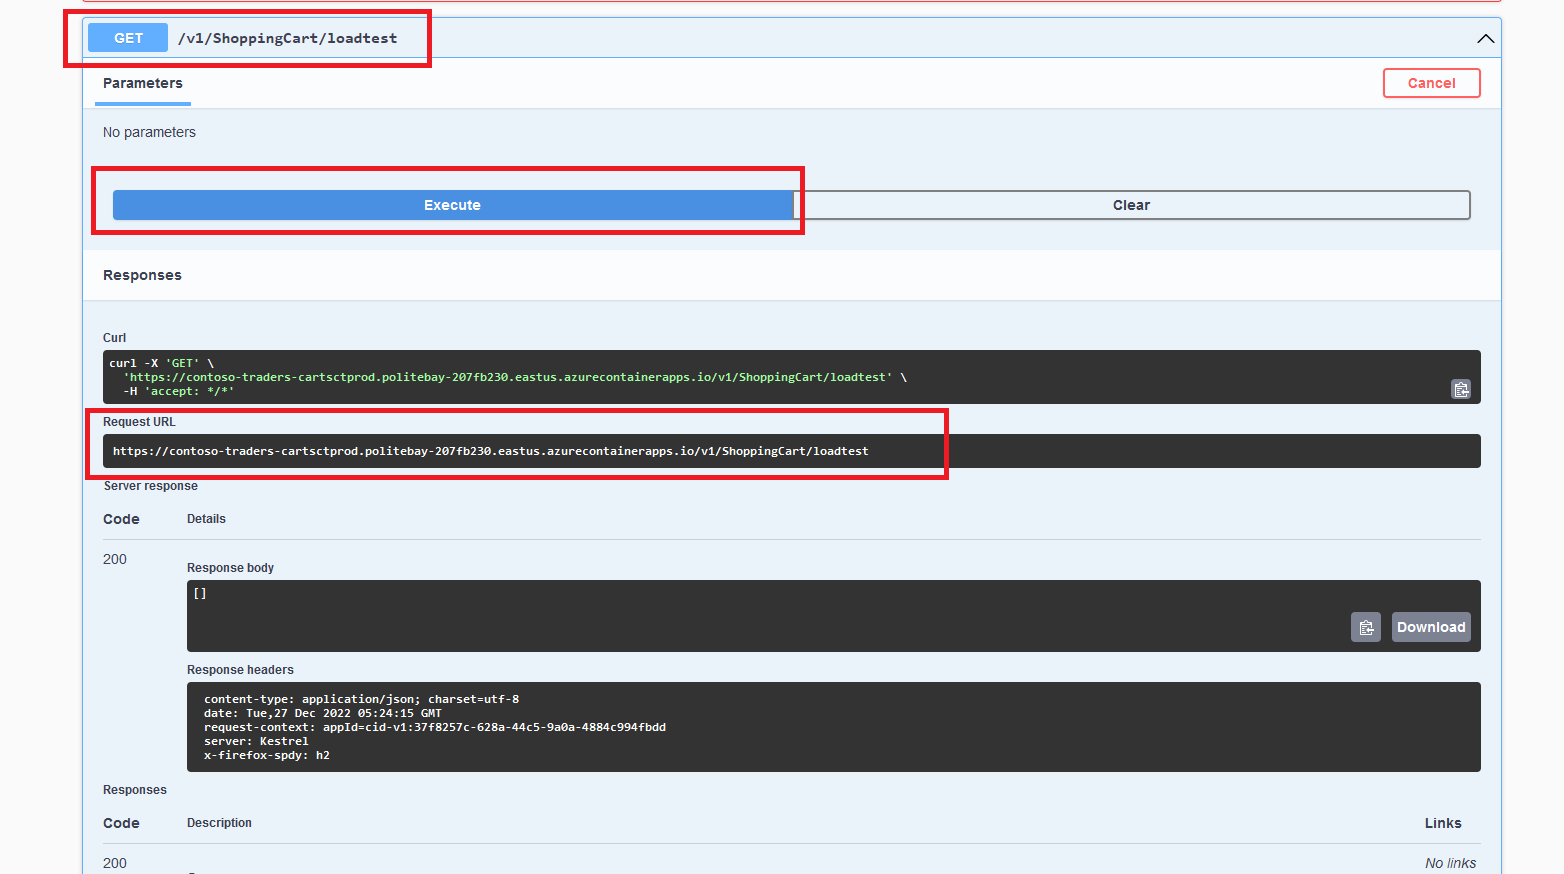 GET /v1/ShoppingCart/loadtest
Parameters
Cancel
No parameters
Execute
Clear
Responses
Curl
curl -X 'GET' \
'https://contoso-traders-cartsctprod.politebay-207fb230.eastus.azurecontainerapps.io/v1/ShoppingCart/loadtest' \
-H 'accept: */*'
Request URL
https://contoso-traders-cartsctprod.politebay-207fb230.eastus.azurecontainerapps.io/v1/ShoppingCart/loadtest
Server response
Code Details
200
Response body
[]
Download
Response headers
content-type: application/json; charset=utf-8
date: Tue,27 Dec 2022 05:24:15 GMT
request-context: appId=cid-v1:37f8257c-628a-44c5-9a0a-4884c994fbdd
server: Kestrel
x-firefox-spdy: h2
Responses
Code Description Links
200 No links